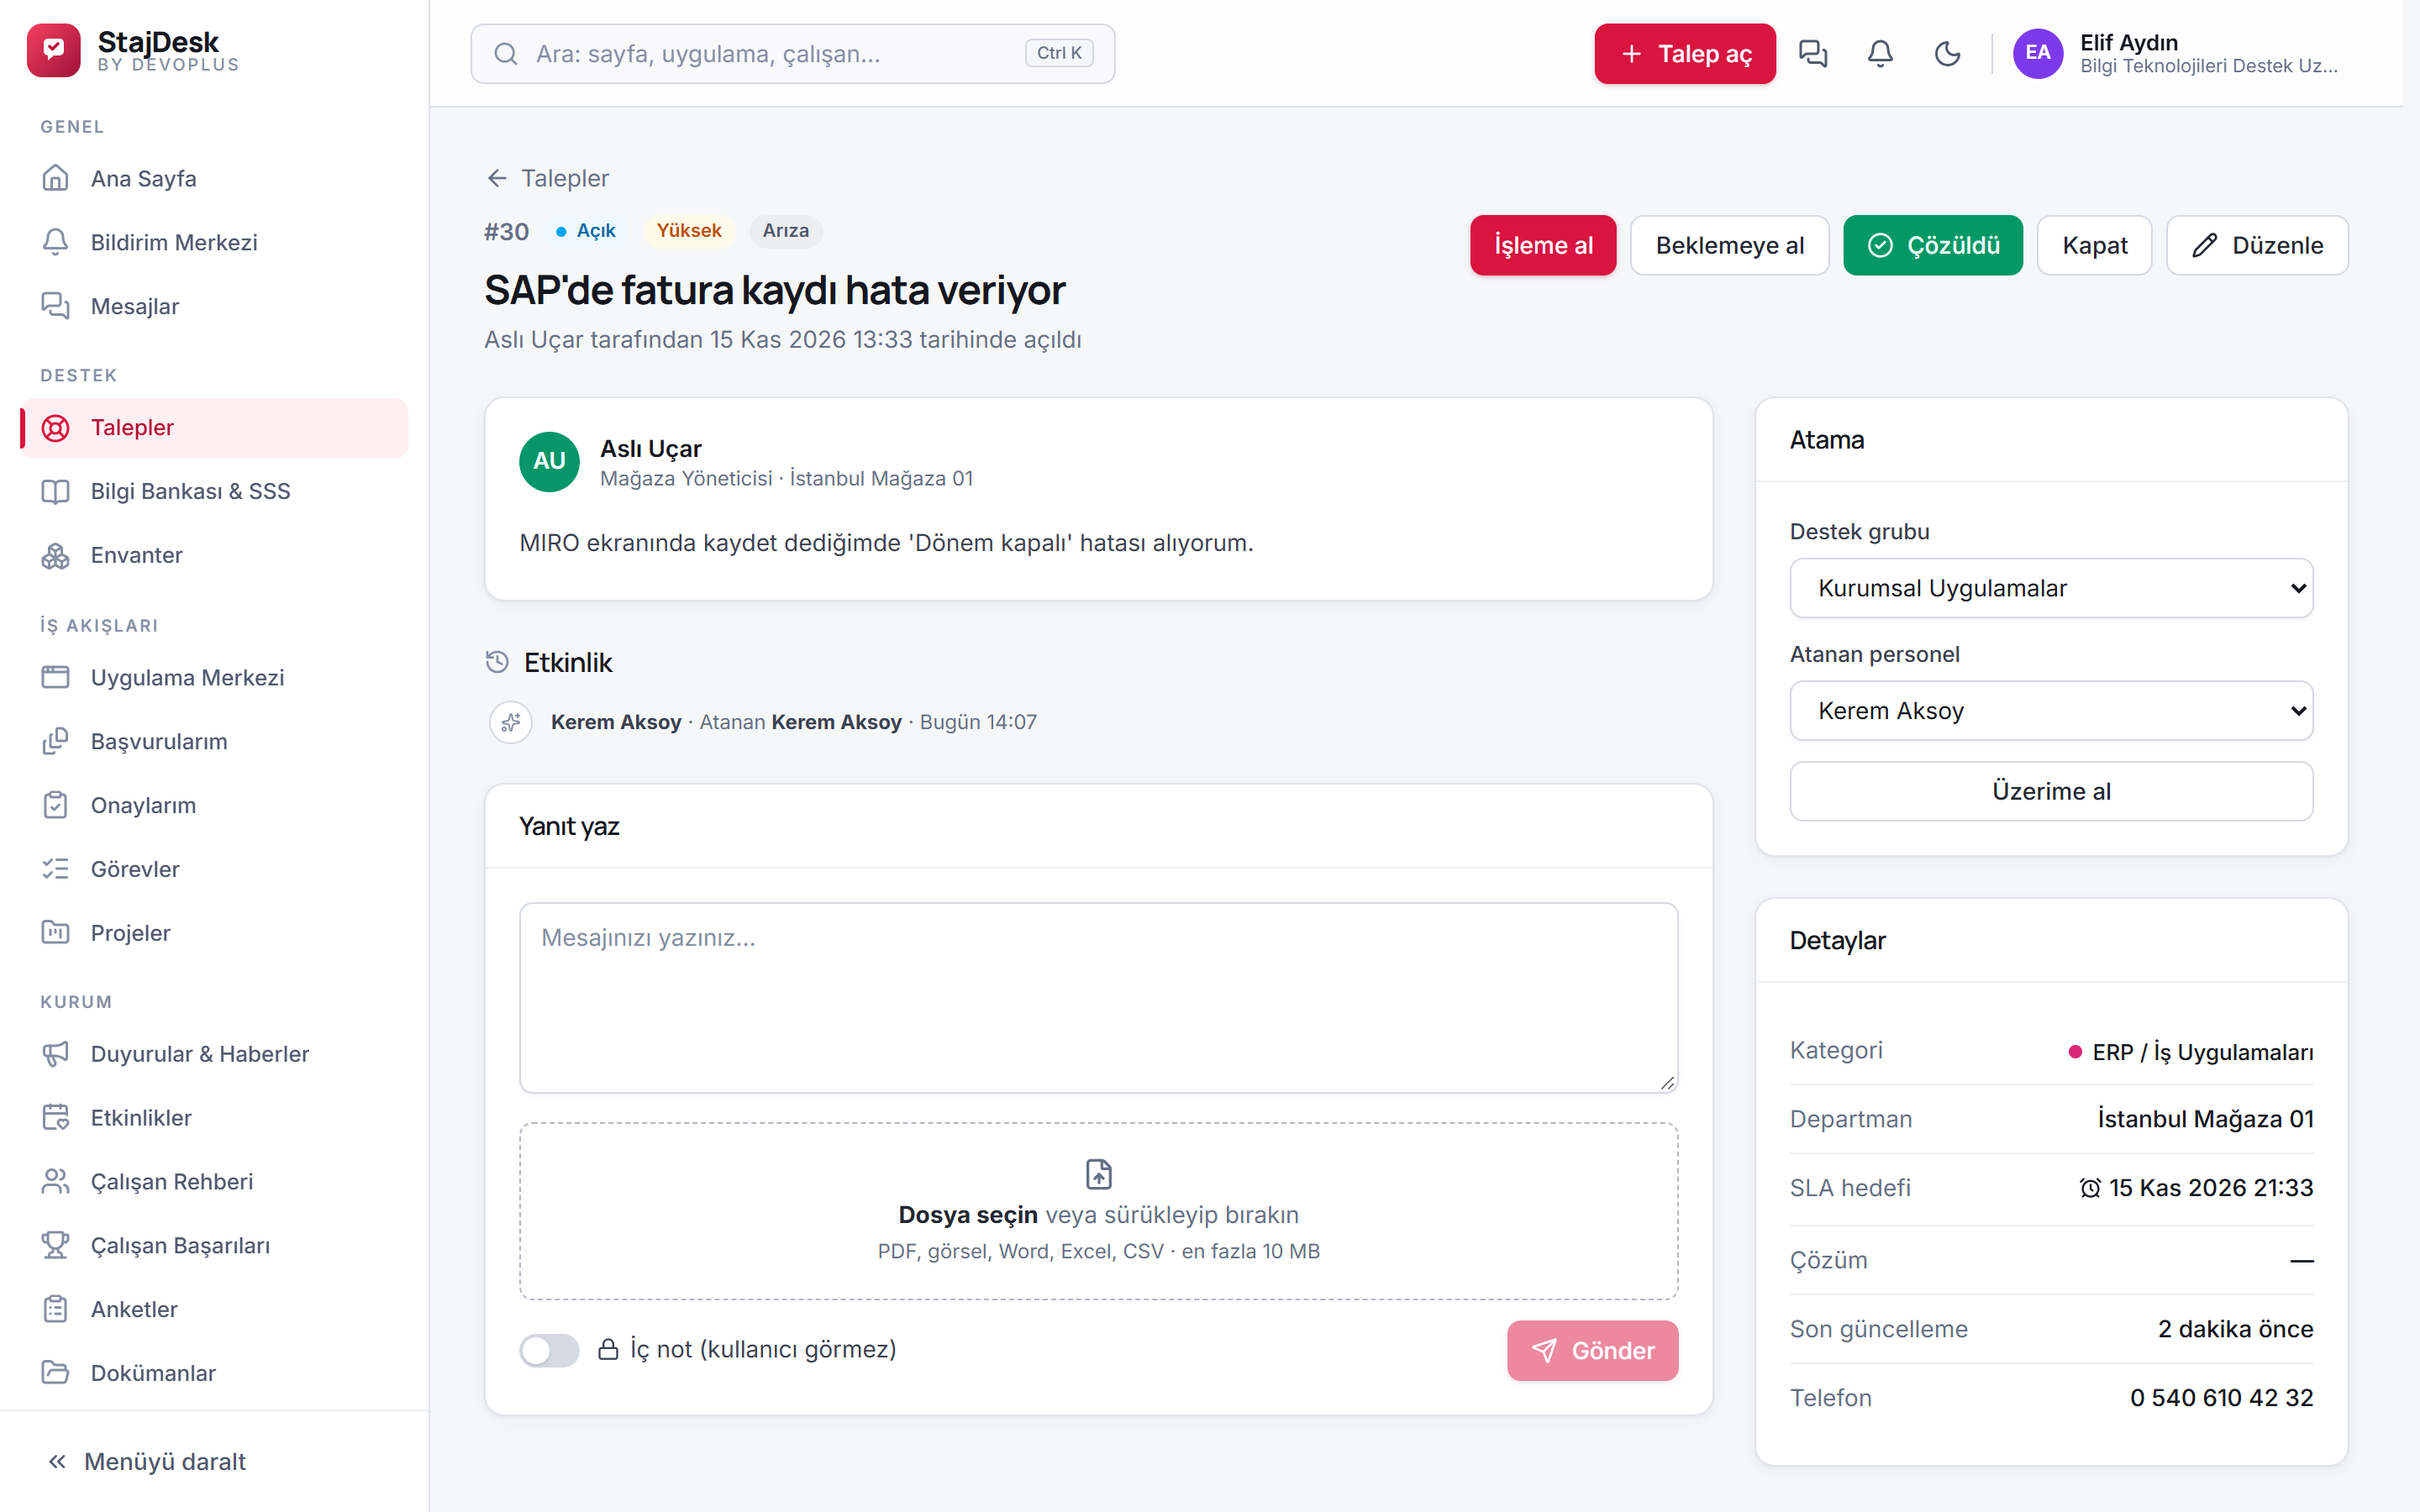 StajDesk
BY DEVOPLUS
GENEL
Ana Sayfa
Bildirim Merkezi
Mesajlar
DESTEK
Talepler
Bilgi Bankası & SSS
Envanter
İŞ AKIŞLARI
Uygulama Merkezi
Başvurularım
Onaylarım
Görevler
Projeler
KURUM
Duyurular & Haberler
Etkinlikler
Çalışan Rehberi
Çalışan Başarıları
Anketler
Dokümanlar
Menüyü daralt
Ara: sayfa, uygulama, çalışan...
Ctrl K
Talep aç
EA
Elif Aydın
Bilgi Teknolojileri Destek Uz...
Talepler
#30 Açık Yüksek Arıza
SAP'de fatura kaydı hata veriyor
Aslı Uçar tarafından 15 Kas 2026 13:33 tarihinde açıldı
İşleme al
Beklemeye al
Çözüldü
Kapat
Düzenle
AU
Aslı Uçar
Mağaza Yöneticisi · İstanbul Mağaza 01
MIRO ekranında kaydet dediğimde 'Dönem kapalı' hatası alıyorum.
Etkinlik
Kerem Aksoy · Atanan Kerem Aksoy · Bugün 14:07
Yanıt yaz
Mesajınızı yazınız...
Dosya seçin veya sürükleyip bırakın
PDF, görsel, Word, Excel, CSV · en fazla 10 MB
İç not (kullanıcı görmez)
Gönder
Atama
Destek grubu
Kurumsal Uygulamalar
Atanan personel
Kerem Aksoy
Üzerime al
Detaylar
Kategori ERP / İş Uygulamaları
Departman İstanbul Mağaza 01
SLA hedefi 15 Kas 2026 21:33
Çözüm —
Son güncelleme 2 dakika önce
Telefon 0 540 610 42 32